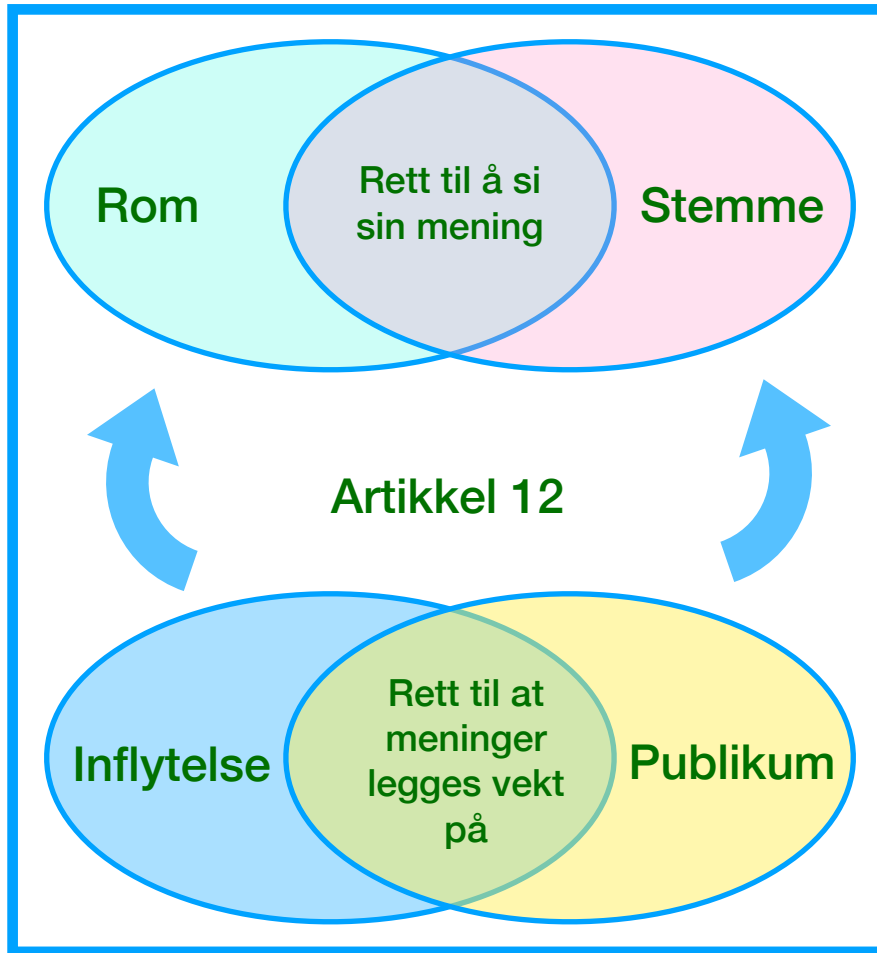 Rom
Rett til å si
sin mening
Stemme
Artikkel 12
Inflytelse
Rett til at
meninger
legges vekt
på
Publikum